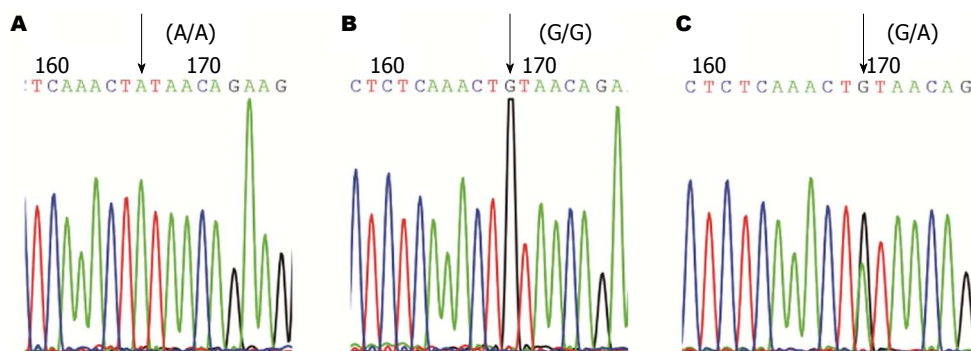 A (A/A)
160 170
TCAAACTATAACAGAAG
B (G/G)
160 170
CTCTCAAACTGTAACAGA
C (G/A)
160 170
CTCTCAAACTGTAACAG